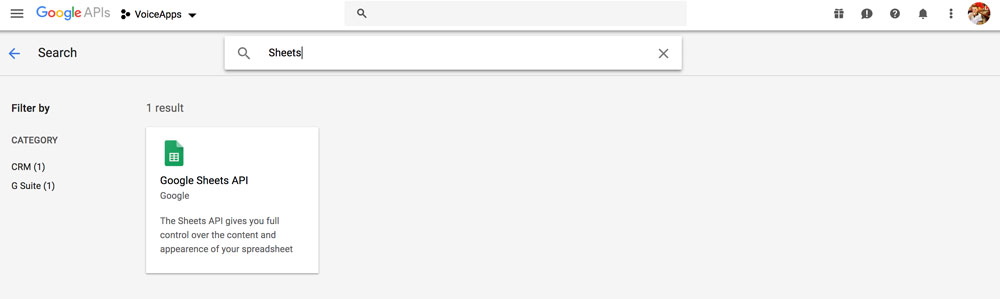 Google APIs VoiceApps
Search Sheets
Filter by
1 result
CATEGORY
CRM (1)
G Suite (1)
Google Sheets API
Google
The Sheets API gives you full
control over the content and
appearence of your spreadsheet